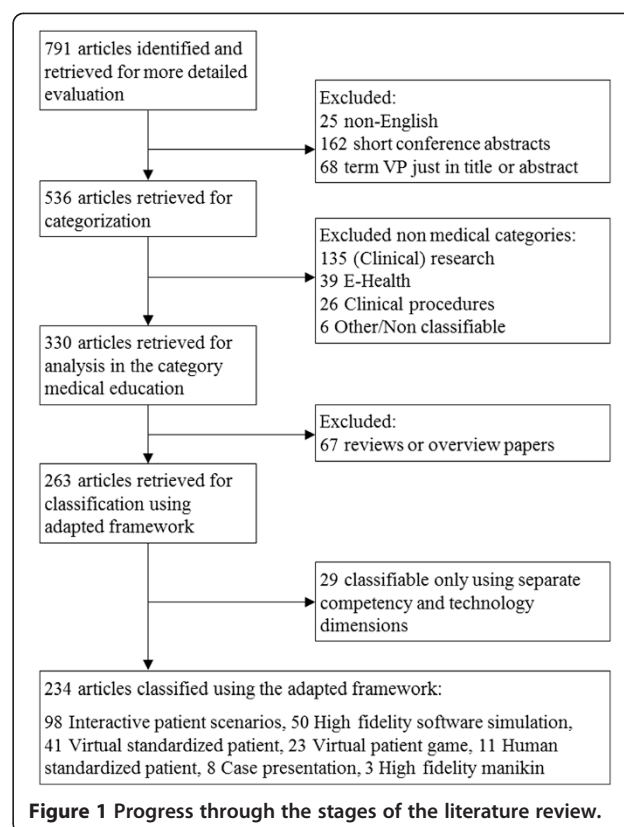 791 articles identified and
retrieved for more detailed
evaluation
Excluded:
25 non-English
162 short conference abstracts
68 term VP just in title or abstract
536 articles retrieved for
categorization
Excluded non medical categories:
135 (Clinical) research
39 E-Health
26 Clinical procedures
6 Other/Non classifiable
330 articles retrieved for
analysis in the category
medical education
Excluded:
67 reviews or overview papers
263 articles retrieved for
classification using
adapted framework
29 classifiable only using separate
competency and technology
dimensions
234 articles classified using the adapted framework:
98 Interactive patient scenarios, 50 High fidelity software simulation,
41 Virtual standardized patient, 23 Virtual patient game, 11 Human
standardized patient, 8 Case presentation, 3 High fidelity manikin
Figure 1 Progress through the stages of the literature review.